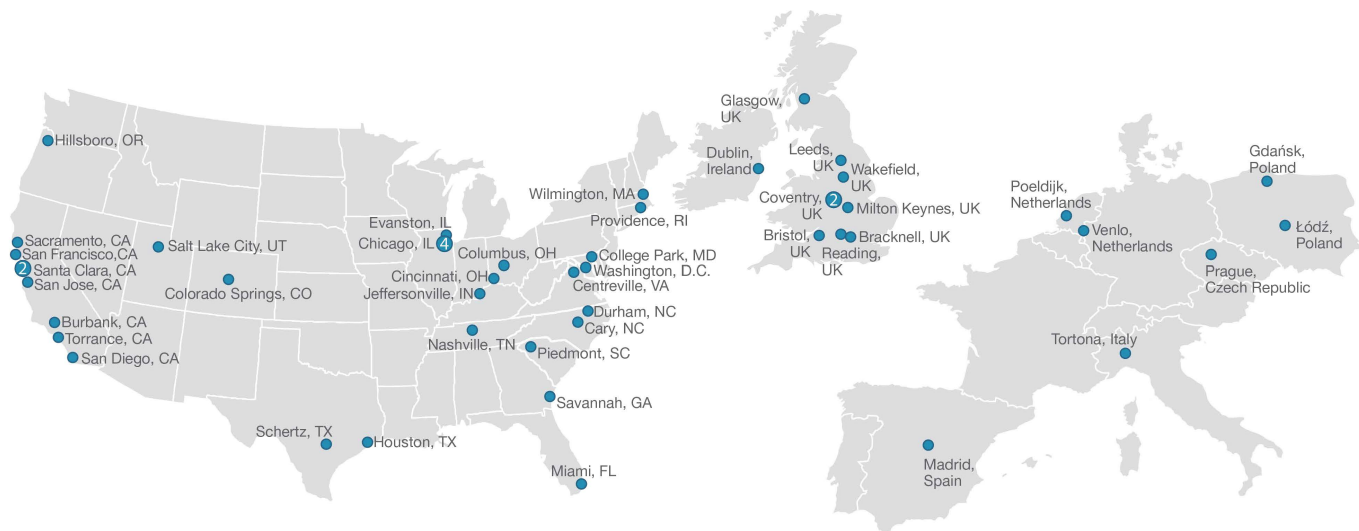 Hillsboro, OR
Sacramento, CA
San Francisco,CA
2
Santa Clara, CA
San Jose, CA
Burbank, CA
Torrance, CA
San Diego, CA
Salt Lake City, UT
Colorado Springs, CO
Schertz, TX
Houston, TX
Evanston, IL
Chicago, IL
4
Columbus, OH
Cincinnati, OH
Jeffersonville, IN
Nashville, TN
Wilmington, MA
Providence, RI
College Park, MD
Washington, D.C.
Centreville, VA
Durham, NC
Cary, NC
Piedmont, SC
Savannah, GA
Miami, FL
Glasgow,
UK
Dublin,
Ireland
Leeds,
UK
Wakefield,
UK
Coventry,
UK
2
Milton Keynes, UK
Bristol,
UK
Reading,
UK
Bracknell, UK
Poeldijk,
Netherlands
Venlo,
Netherlands
Gdańsk,
Poland
Łódź,
Poland
Prague,
Czech Republic
Tortona, Italy
Madrid,
Spain